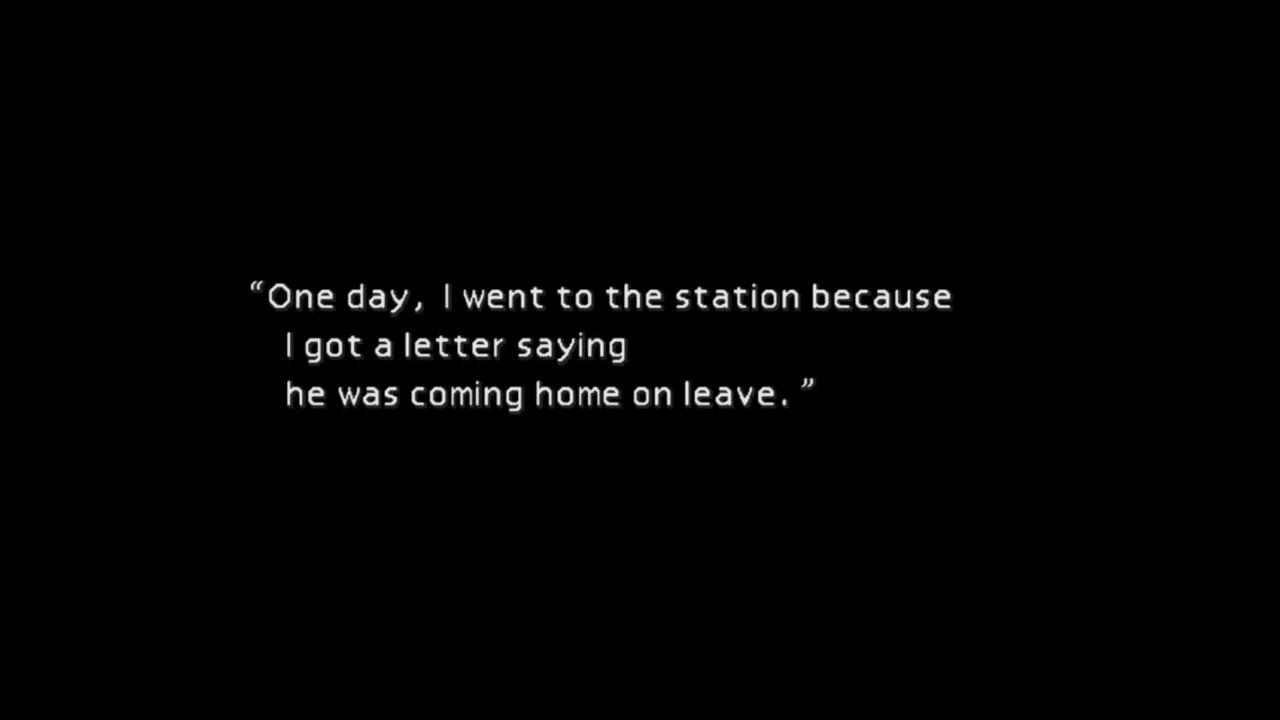 “One day, I went to the station because
I got a letter saying
he was coming home on leave.”